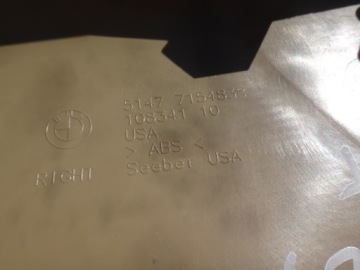 5147
108341 10
USA
> ABS <
Seeber USA
RIGHT